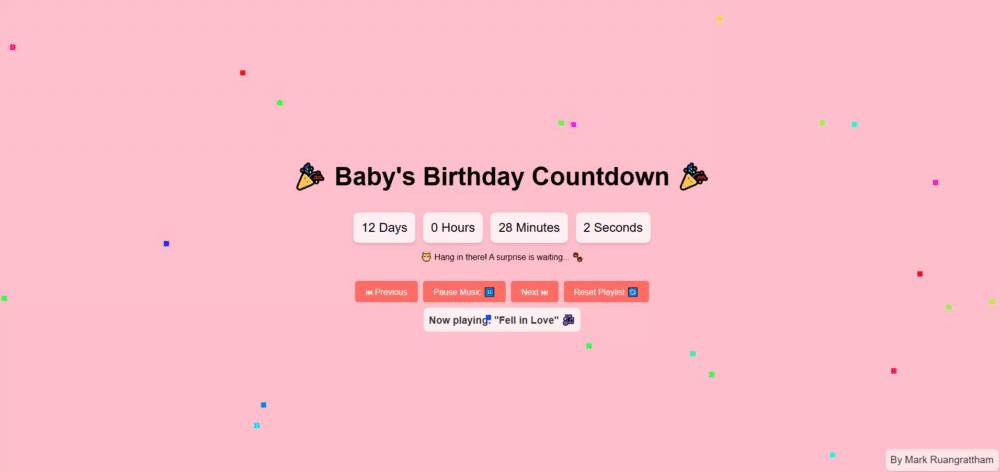 🎉 Baby's Birthday Countdown 🎉
12 Days 0 Hours 28 Minutes 2 Seconds
Hang in there! A surprise is waiting...
⏮ Previous Pause Music ⏸ Next ⏭ Reset Playlist 🔄
Now playing: "Fell in Love"
By Mark Ruangrattham